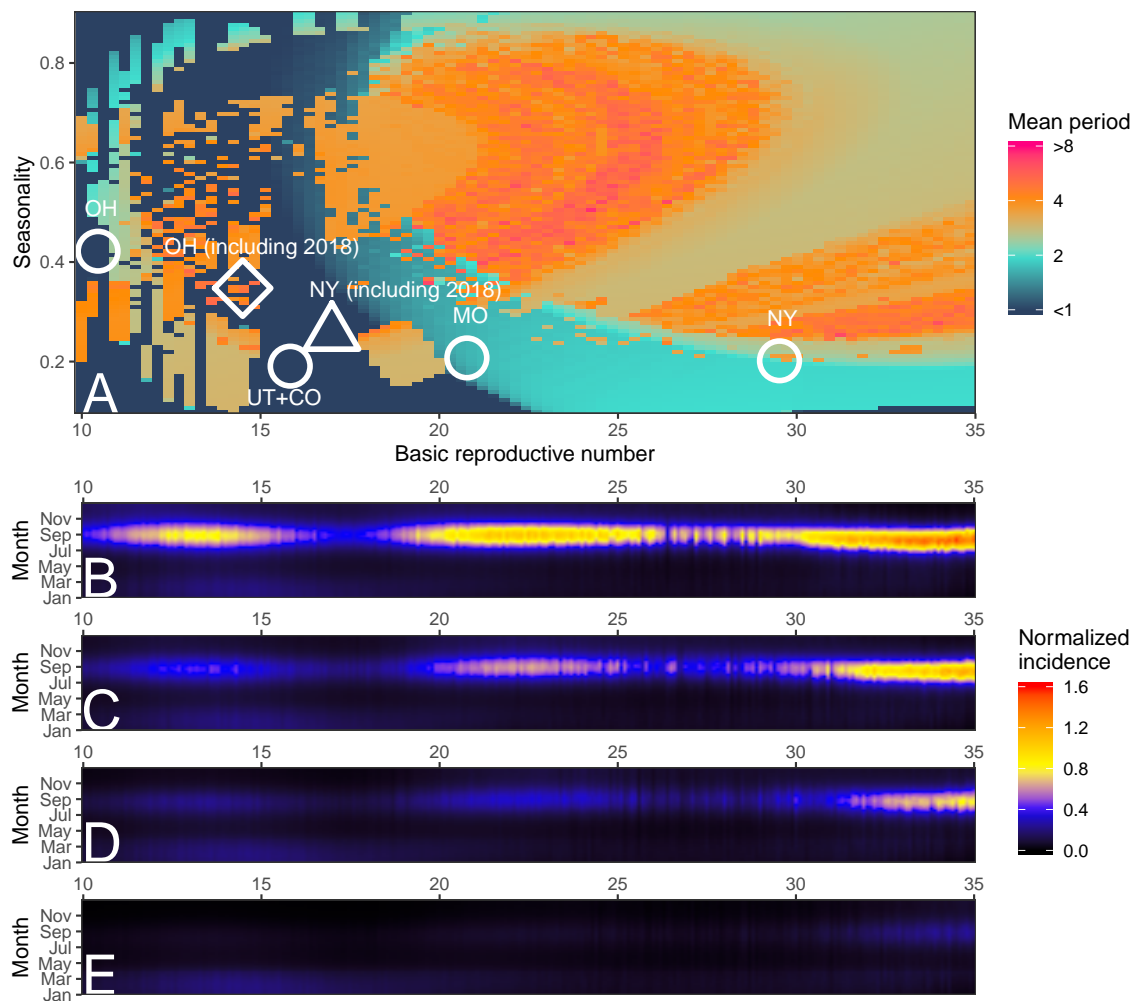 Seasonality
0.8
0.6
0.4
0.2
OH
OH (including 2018)
NY (including 2018)
MO
NY
UT+CO
A
10 15 20 25 30 35
Basic reproductive number
Mean period
>8
4
2
<1
10 15 20 25 30 35
Month
Nov
Sep
Jul
May
Mar
Jan
B
10 15 20 25 30 35
Month
Nov
Sep
Jul
May
Mar
Jan
C
10 15 20 25 30 35
Month
Nov
Sep
Jul
May
Mar
Jan
D
10 15 20 25 30 35
Month
Nov
Sep
Jul
May
Mar
Jan
E
Normalized
incidence
1.6
1.2
0.8
0.4
0.0